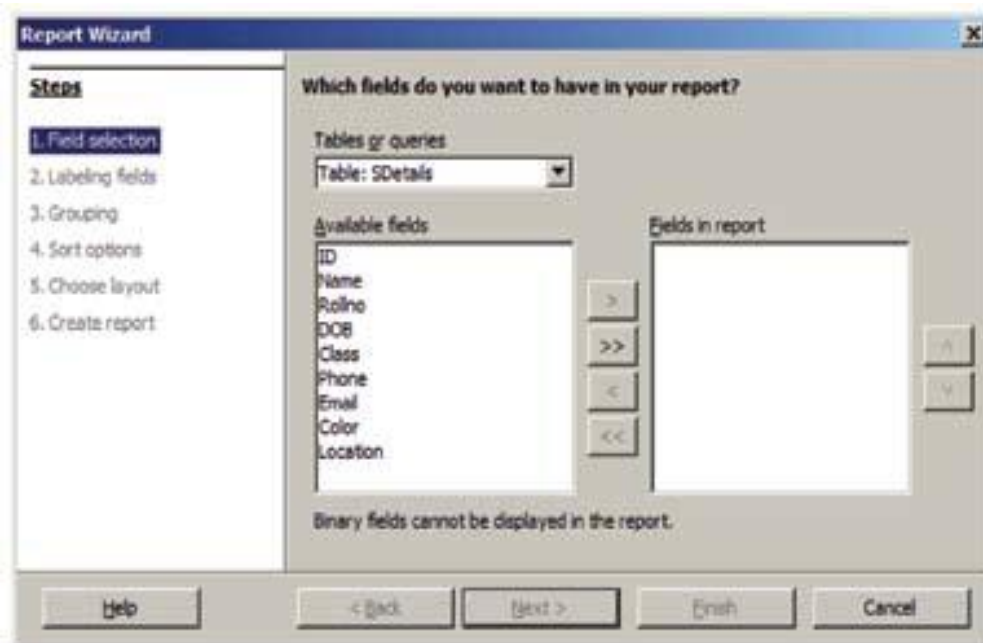 Report Wizard
Steps
1. Field selection
2. Labeling fields
3. Grouping
4. Sort options
5. Choose layout
6. Create report
Which fields do you want to have in your report?
Tables or queries
Table: SDetails
Available fields
ID
Name
Rollno
DOB
Class
Phone
Email
Color
Location
>
>>
<
<<
Fields in report
Binary fields cannot be displayed in the report.
Help
< Back
Next >
Finish
Cancel